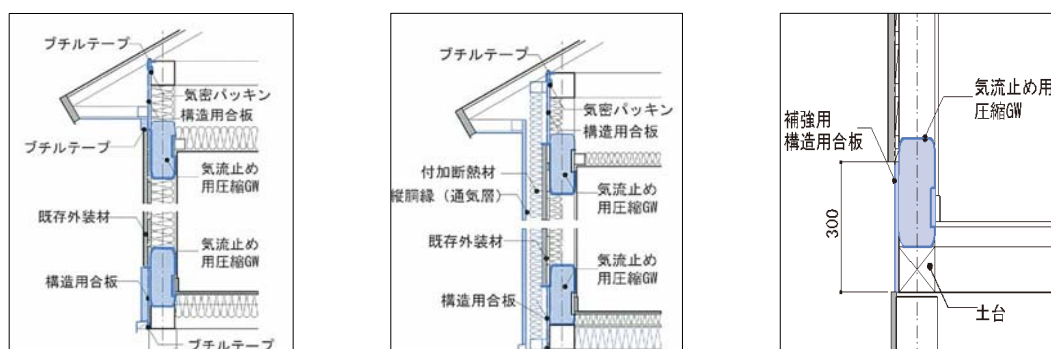 ブチルテープ
気密パッキン
構造用合板
ブチルテープ
気流止め
用圧縮GW
既存外装材
気流止め
用圧縮GW
構造用合板
ブチルテープ
ブチルテープ
気密パッキン
構造用合板
付加断熱材
縦胴縁（通気層）
気流止め
用圧縮GW
既存外装材
気流止め
用圧縮GW
構造用合板
気流止め用
圧縮GW
補強用
構造用合板
300
土台